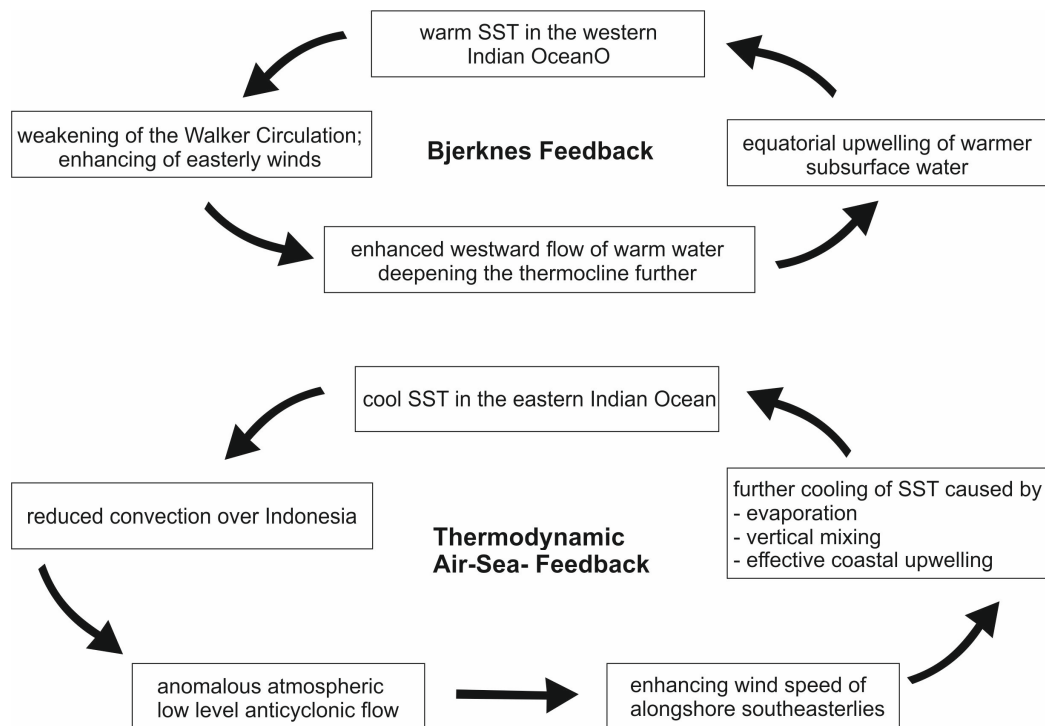 warm SST in the western
Indian OceanO
weakening of the Walker Circulation;
enhancing of easterly winds
Bjerknes Feedback
equatorial upwelling of warmer
subsurface water
enhanced westward flow of warm water
deepening the thermocline further
cool SST in the eastern Indian Ocean
reduced convection over Indonesia
Thermodynamic
Air-Sea- Feedback
further cooling of SST caused by
- evaporation
- vertical mixing
- effective coastal upwelling
anomalous atmospheric
low level anticyclonic flow
enhancing wind speed of
alongshore southeasterlies